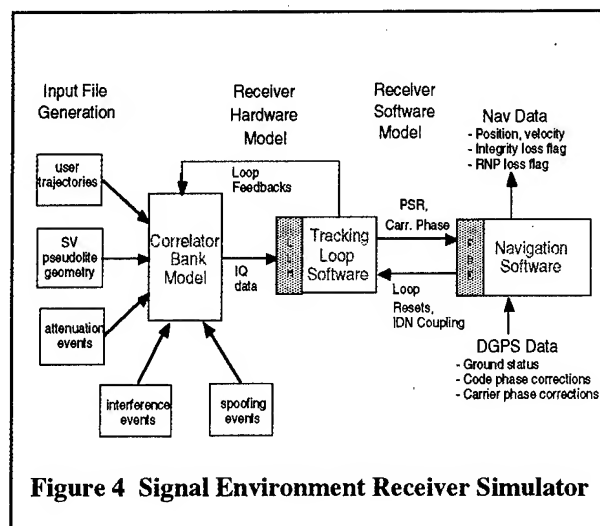 Input File
Generation
Receiver
Hardware
Model
Receiver
Software
Model
Nav Data
- Position, velocity
- Integrity loss flag
- RNP loss flag
user
trajectories
SV
pseudolite
geometry
attenuation
events
interference
events
spoofing
events
Correlator
Bank
Model
Loop
Feedbacks
IQ
data
Tracking
Loop
Software
PSR,
Carr. Phase
Loop
Resets,
IDN Coupling
Navigation
Software
DGPS Data
- Ground status
- Code phase corrections
- Carrier phase corrections
Figure 4 Signal Environment Receiver Simulator